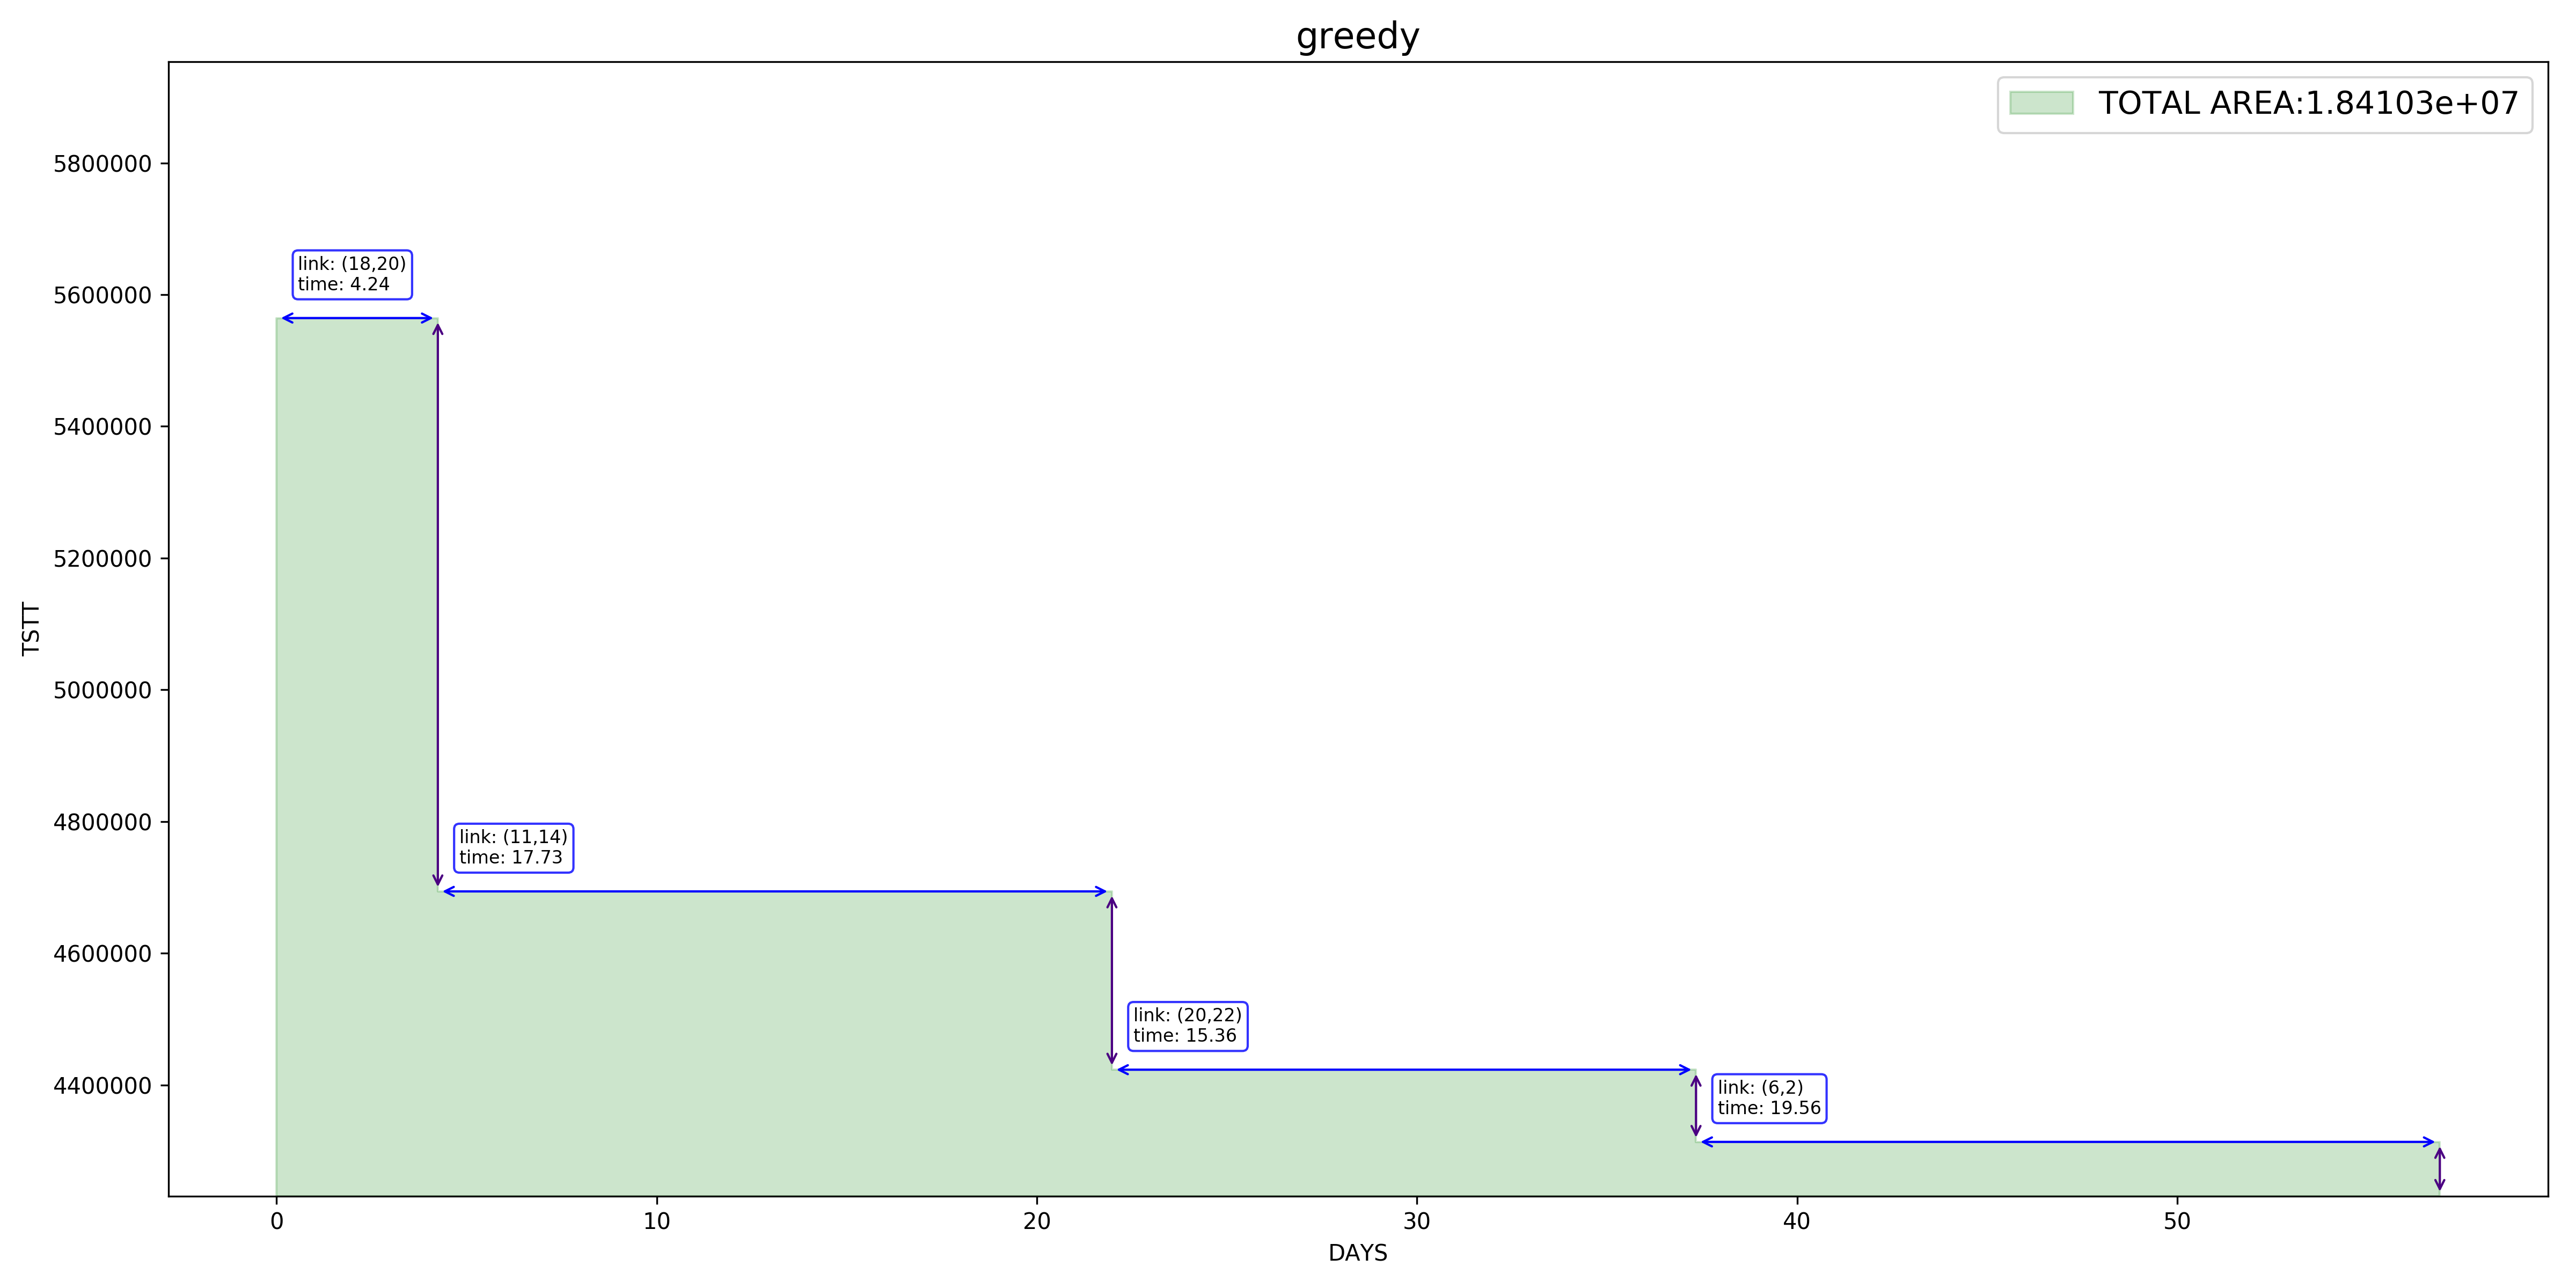 greedy
TOTAL AREA:1.84103e+07
5800000
5600000
5400000
5200000
5000000
4800000
4600000
4400000
TSTT
link: (18,20)
time: 4.24
link: (11,14)
time: 17.73
link: (20,22)
time: 15.36
link: (6,2)
time: 19.56
0 10 20 30 40 50
DAYS